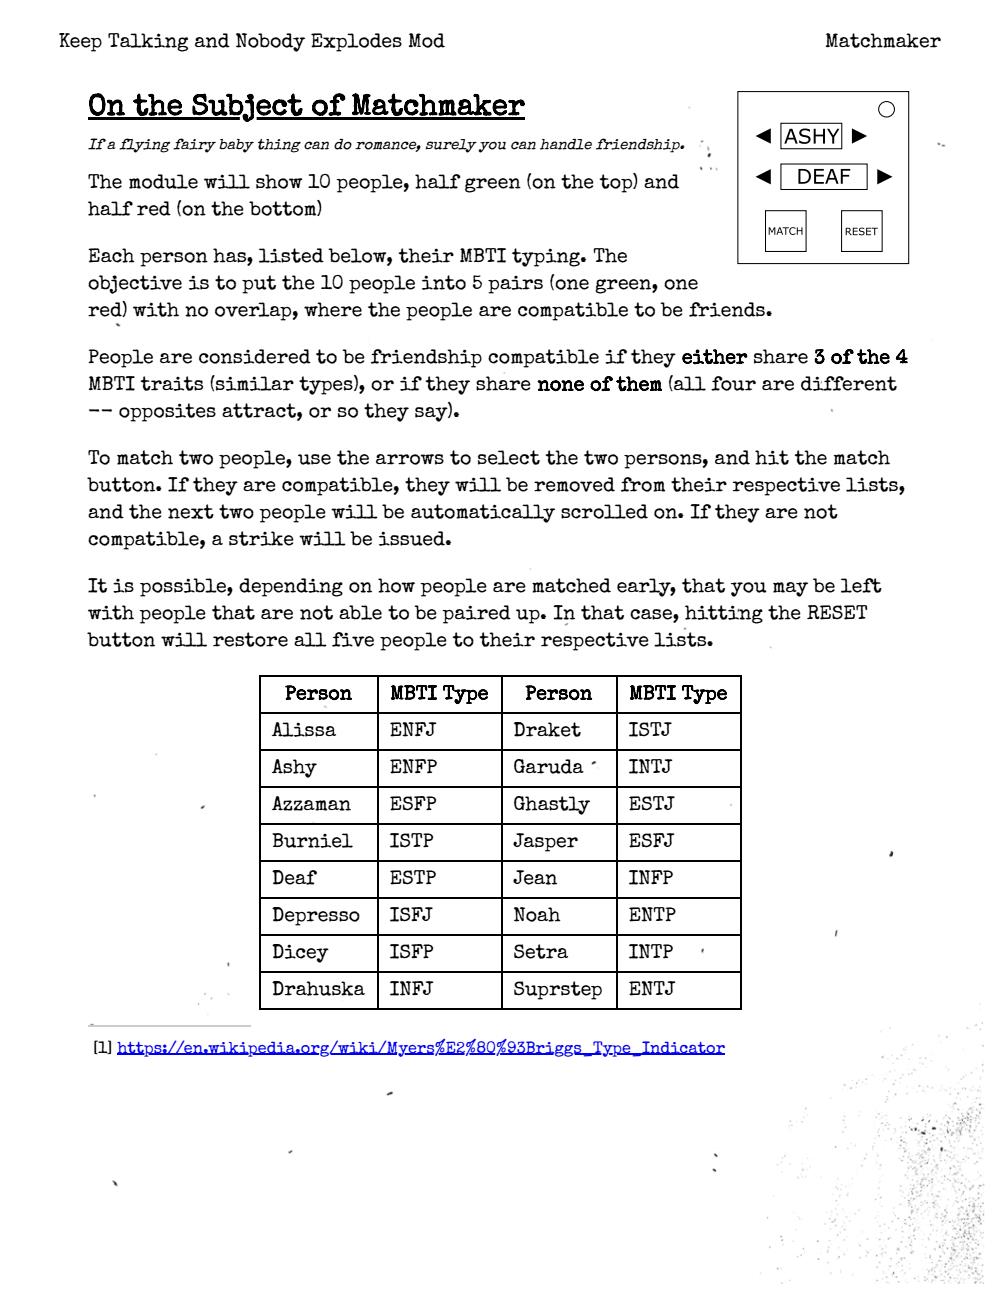 Keep Talking and Nobody Explodes Mod Matchmaker
On the Subject of Matchmaker
If a flying fairy baby thing can do romance, surely you can handle friendship.
The module will show 10 people, half green (on the top) and
half red (on the bottom)
◀ ASHY ▶
◀ DEAF ▶
MATCH RESET
Each person has, listed below, their MBTI typing. The
objective is to put the 10 people into 5 pairs (one green, one
red) with no overlap, where the people are compatible to be friends.
People are considered to be friendship compatible if they either share 3 of the 4
MBTI traits (similar types), or if they share none of them (all four are different
-- opposites attract, or so they say).
To match two people, use the arrows to select the two persons, and hit the match
button. If they are compatible, they will be removed from their respective lists,
and the next two people will be automatically scrolled on. If they are not
compatible, a strike will be issued.
It is possible, depending on how people are matched early, that you may be left
with people that are not able to be paired up. In that case, hitting the RESET
button will restore all five people to their respective lists.
Person MBTI Type Person MBTI Type
Alissa ENFJ Draket ISTJ
Ashy ENFP Garuda INTJ
Azzaman ESFP Ghastly ESTJ
Burniel ISTP Jasper ESFJ
Deaf ESTP Jean INFP
Depresso ISFJ Noah ENTP
Dicey ISFP Setra INTP
Drahuska INFJ Suprstep ENTJ
[1] https://en.wikipedia.org/wiki/Myers%E2%80%93Briggs_Type_Indicator